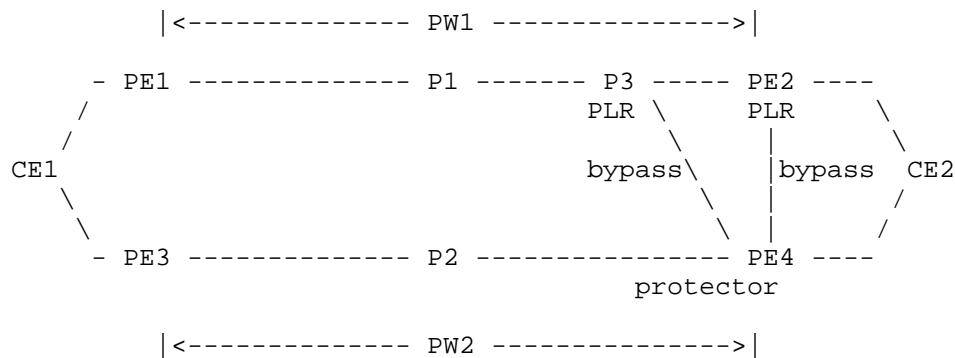 |<-------------- PW1 --------------->|
- PE1 -------------- P1 ------- P3 ----- PE2 ----
PLR PLR
CE1 bypass bypass CE2
- PE3 -------------- P2 ---------------- PE4 ----
protector
|<-------------- PW2 --------------->|